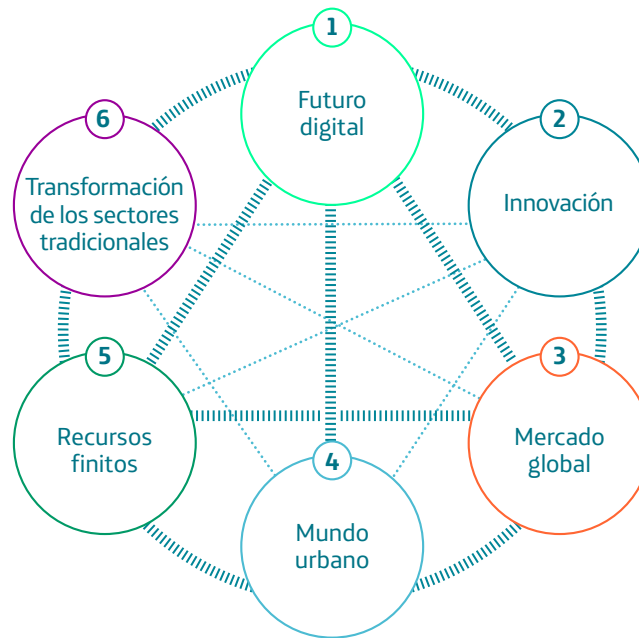 1
Futuro
digital
2
Innovación
3
Mercado
global
4
Mundo
urbano
5
Recursos
finitos
6
Transformación
de los sectores
tradicionales